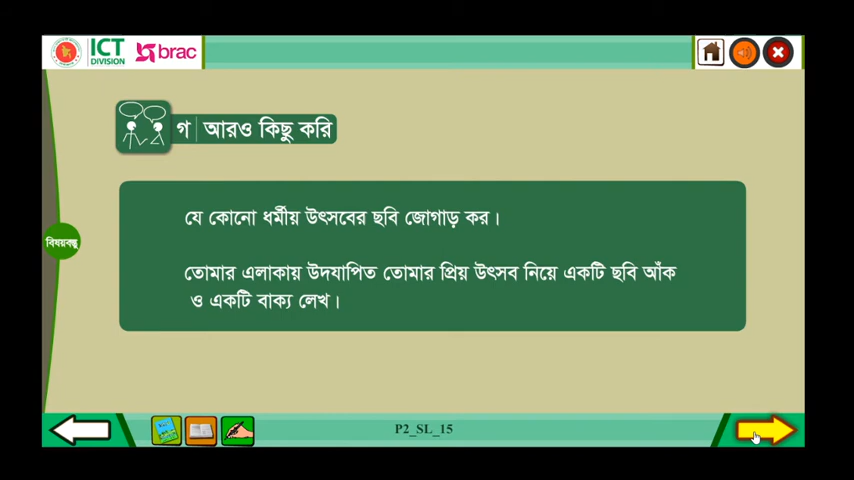 ICT
DIVISION
brac
গ আরও কিছু করি
যে কোনো ধর্মীয় উৎসবের ছবি জোগাড় কর।
তোমার এলাকায় উদযাপিত তোমার প্রিয় উৎসব নিয়ে একটি ছবি আঁক
ও একটি বাক্য লেখ।
বিষয়বস্তু
P2_SL_15